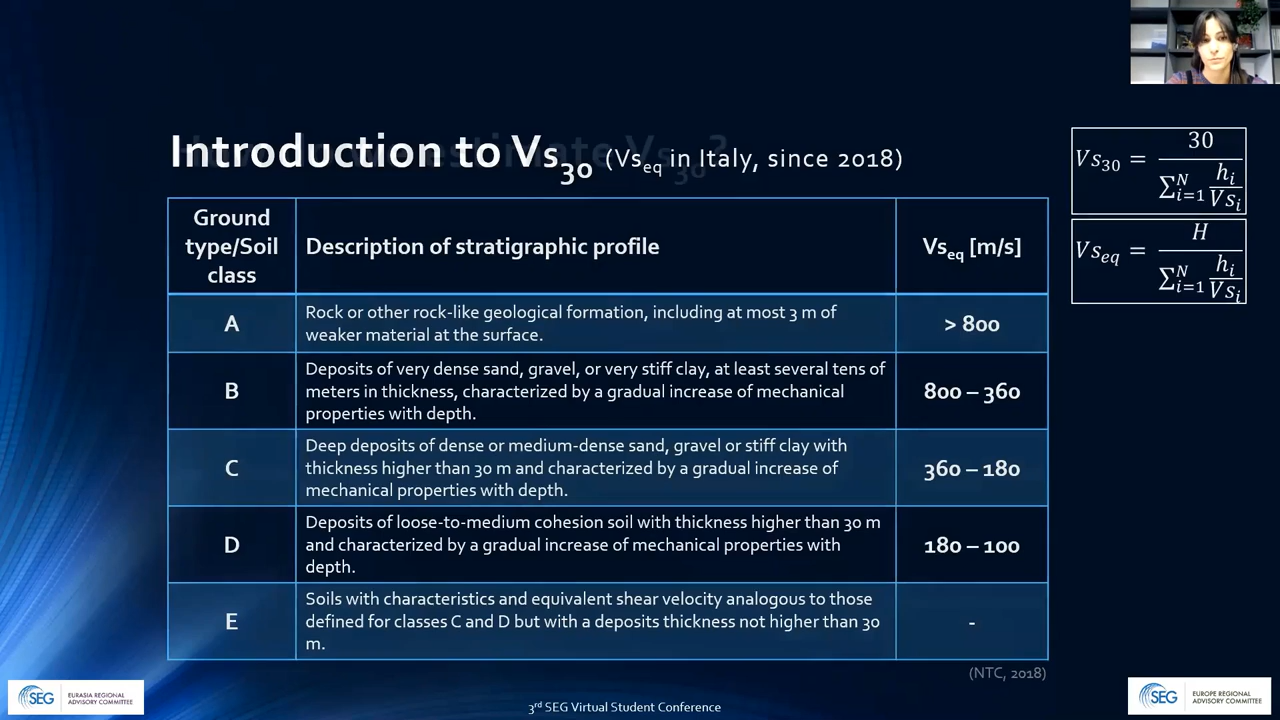 Introduction to Vs30 (Vseq in Italy, since 2018)
Vs30 = 30 / ∑_{i=1}^{N} h_i/Vs_i
Vseq = H / ∑_{i=1}^{N} h_i/Vs_i
Ground
type/Soil
class
Description of stratigraphic profile
Vseq [m/s]
A
Rock or other rock-like geological formation, including at most 3 m of
weaker material at the surface.
> 800
B
Deposits of very dense sand, gravel, or very stiff clay, at least several tens of
meters in thickness, characterized by a gradual increase of mechanical
properties with depth.
800 – 360
C
Deep deposits of dense or medium-dense sand, gravel or stiff clay with
thickness higher than 30 m and characterized by a gradual increase of
mechanical properties with depth.
360 – 180
D
Deposits of loose-to-medium cohesion soil with thickness higher than 30 m
and characterized by a gradual increase of mechanical properties with
depth.
180 – 100
E
Soils with characteristics and equivalent shear velocity analogous to those
defined for classes C and D but with a deposits thickness not higher than 30
m.
-
(NTC, 2018)
SEG
EURASIA REGIONAL
ADVISORY COMMITTEE
3rd SEG Virtual Student Conference
SEG
EUROPE REGIONAL
ADVISORY COMMITTEE